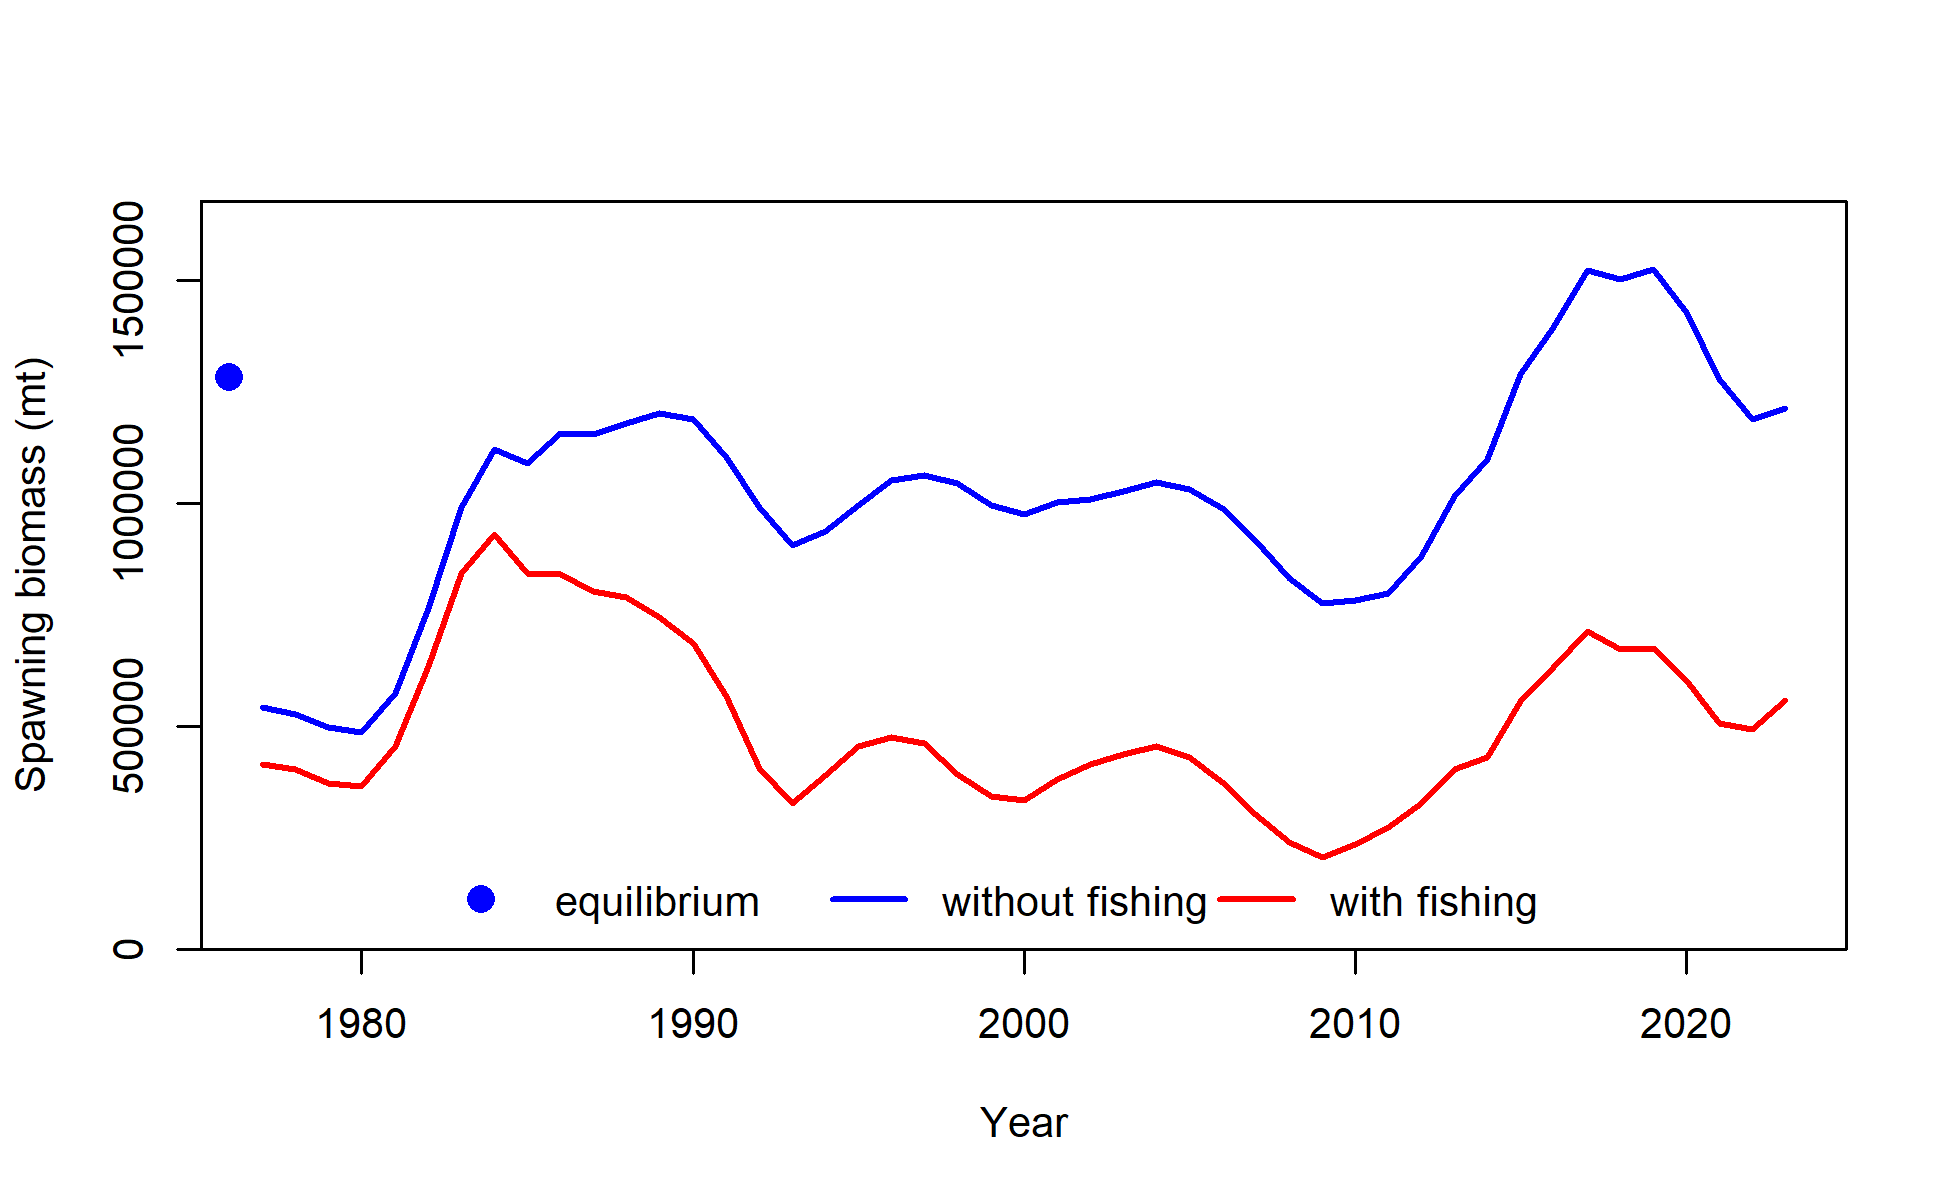 Spawning biomass (mt)
1500000
1000000
500000
0
equilibrium without fishing with fishing
1980 1990 2000 2010 2020
Year